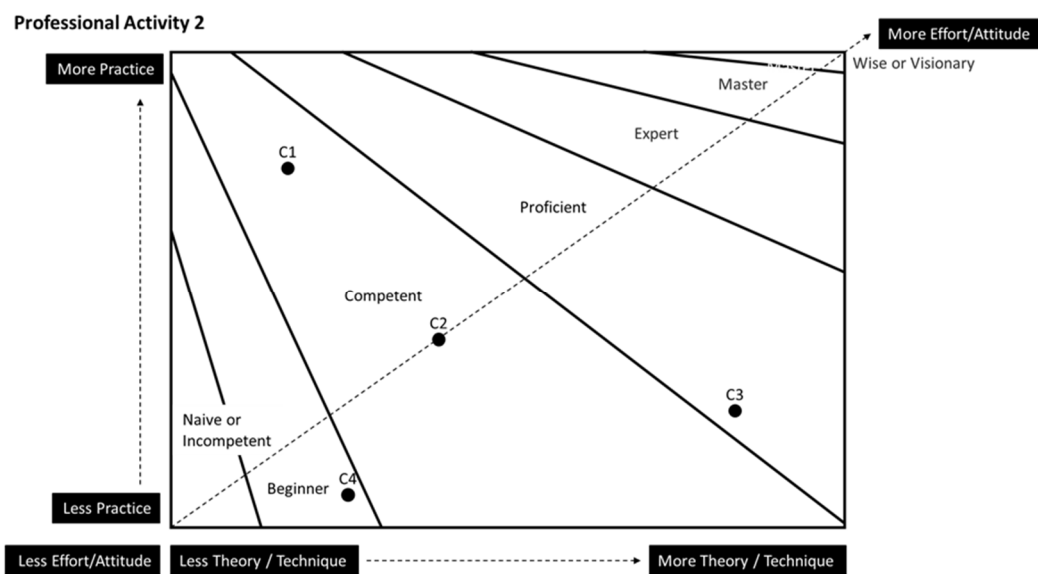 Professional Activity 2
More Effort/Attitude
More Practice
Wise or Visionary
Master
Expert
C1
Proficient
Competent
C2
C3
Naive or
Incompetent
C4
Beginner
Less Practice
Less Effort/Attitude
Less Theory / Technique
More Theory / Technique